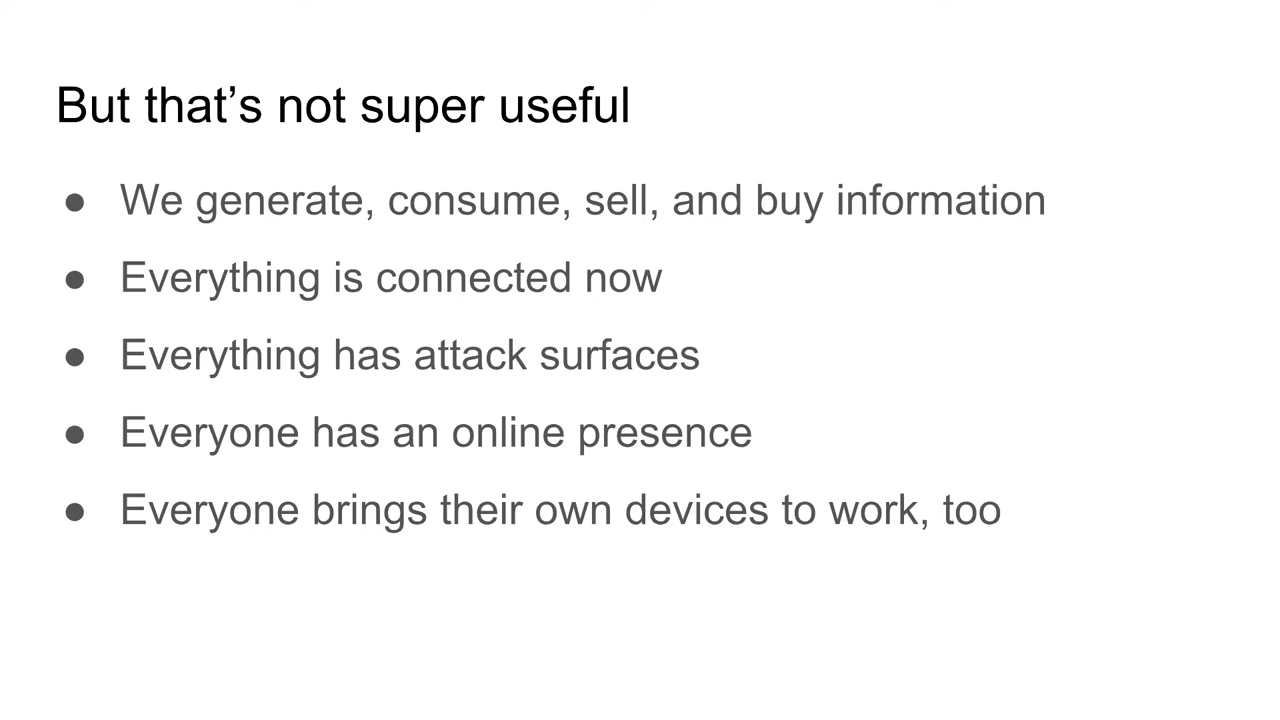 But that’s not super useful
● We generate, consume, sell, and buy information
● Everything is connected now
● Everything has attack surfaces
● Everyone has an online presence
● Everyone brings their own devices to work, too